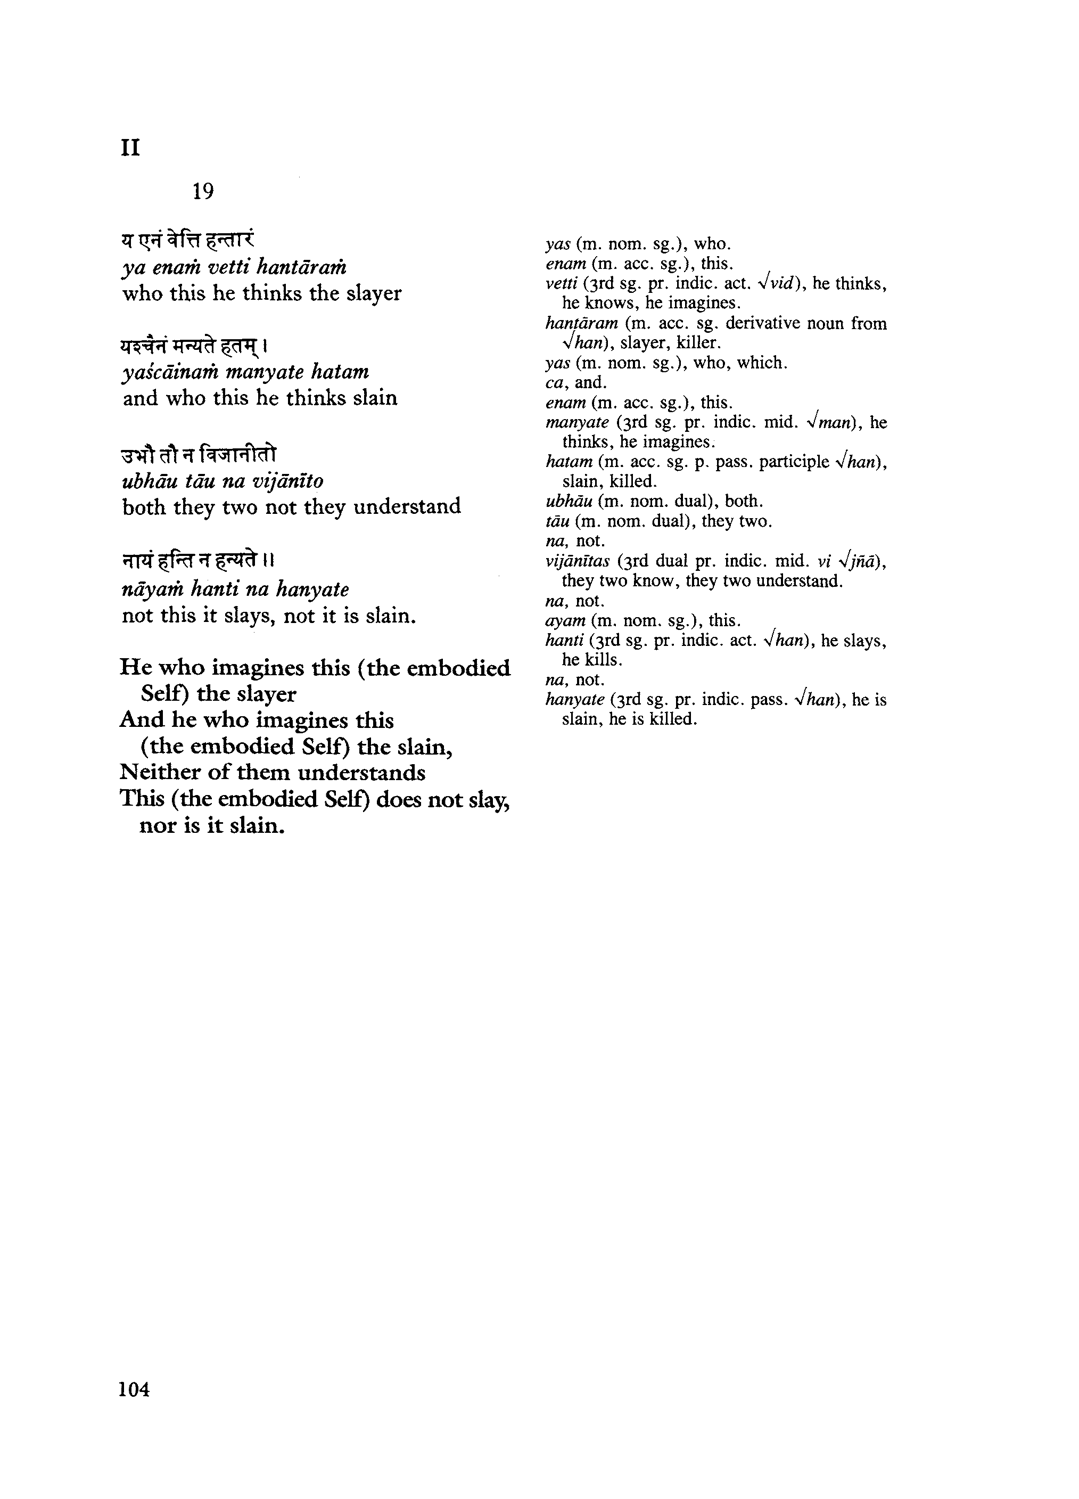 II
19
य एनं वेत्ति हन्तारं
ya enaṁ vetti hantāraṁ
who this he thinks the slayer
यश्चैनं मन्यते हतम् ।
yaścāinaṁ manyate hatam
and who this he thinks slain
उभौ तौ न विजानीतो
ubhāu tāu na vijānīto
both they two not they understand
नायं हन्ति न हन्यते ॥
nāyaṁ hanti na hanyate
not this it slays, not it is slain.
He who imagines this (the embodied
Self) the slayer
And he who imagines this
(the embodied Self) the slain,
Neither of them understands
This (the embodied Self) does not slay,
nor is it slain.
yas (m. nom. sg.), who.
enam (m. acc. sg.), this.
vetti (3rd sg. pr. indic. act. √vid), he thinks,
he knows, he imagines.
hantāram (m. acc. sg. derivative noun from
√han), slayer, killer.
yas (m. nom. sg.), who, which.
ca, and.
enam (m. acc. sg.), this.
manyate (3rd sg. pr. indic. mid. √man), he
thinks, he imagines.
hatam (m. acc. sg. p. pass. participle √han),
slain, killed.
ubhāu (m. nom. dual), both.
tāu (m. nom. dual), they two.
na, not.
vijānītas (3rd dual pr. indic. mid. vi √jñā),
they two know, they two understand.
na, not.
ayam (m. nom. sg.), this.
hanti (3rd sg. pr. indic. act. √han), he slays,
he kills.
na, not.
hanyate (3rd sg. pr. indic. pass. √han), he is
slain, he is killed.
104